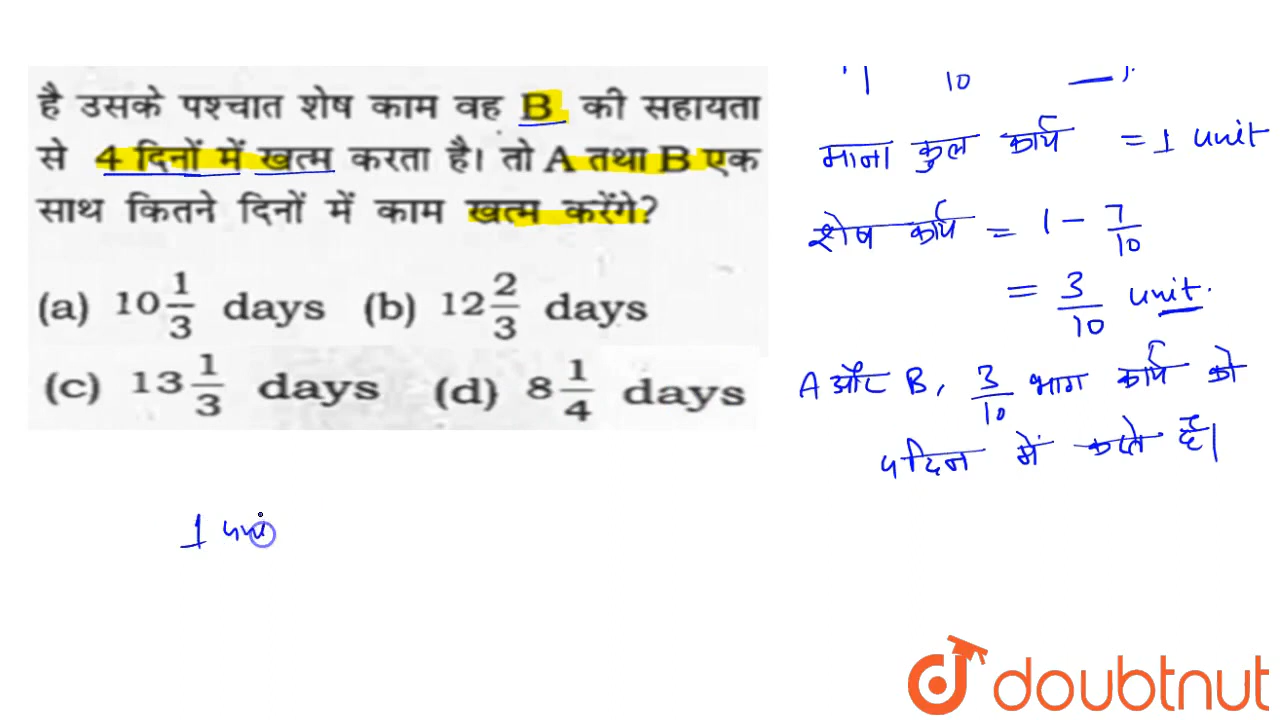 है उसके पश्चात शेष काम वह B की सहायता
से 4 दिनों में खत्म करता है। तो A तथा B एक
साथ कितने दिनों में काम खत्म करेंगे?
(a) 10 1/3 days (b) 12 2/3 days
(c) 13 1/3 days (d) 8 1/4 days
10
माना कुल कार्य = 1 unit
शेष कार्य = 1 - 7/10
= 3/10 unit.
A और B, 3/10 भाग कार्य को
4 दिन में करते हैं।
1 uni
doubtnut